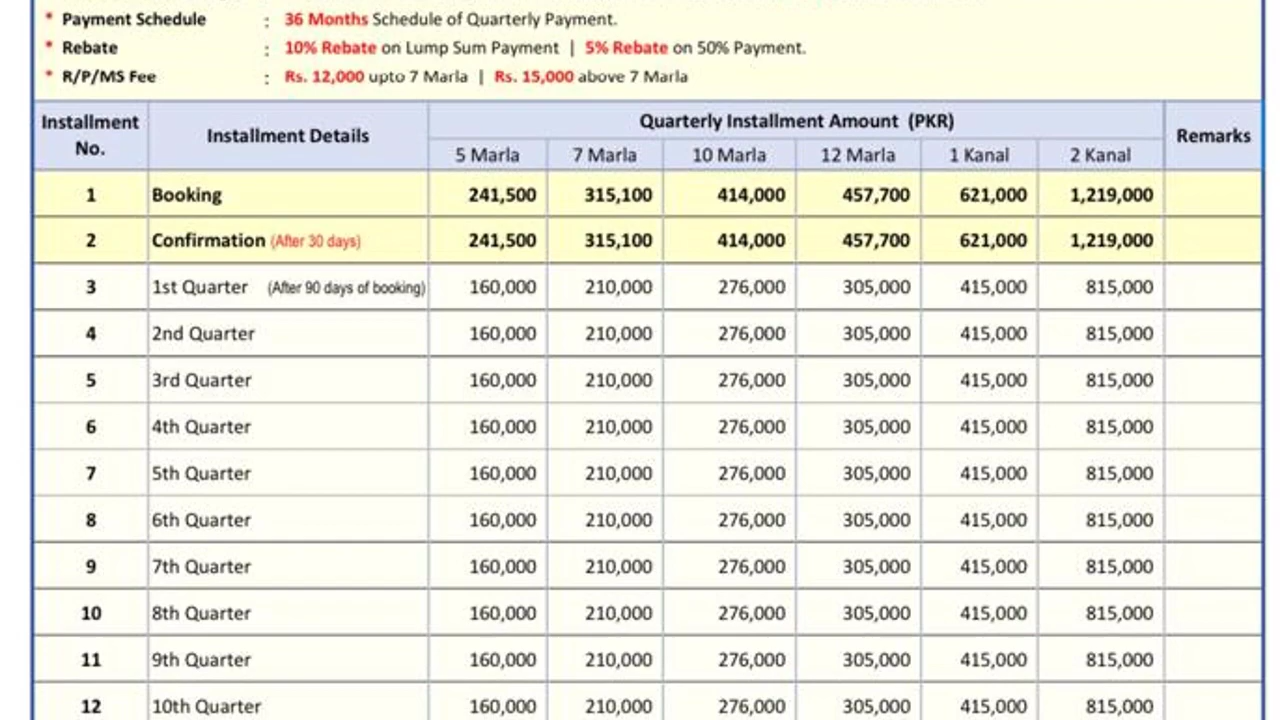 * Payment Schedule : 36 Months Schedule of Quarterly Payment.
* Rebate : 10% Rebate on Lump Sum Payment | 5% Rebate on 50% Payment.
* R/P/MS Fee : Rs. 12,000 upto 7 Marla | Rs. 15,000 above 7 Marla
Installment No. Installment Details Quarterly Installment Amount (PKR) Remarks
5 Marla 7 Marla 10 Marla 12 Marla 1 Kanal 2 Kanal
1 Booking 241,500 315,100 414,000 457,700 621,000 1,219,000
2 Confirmation (After 30 days) 241,500 315,100 414,000 457,700 621,000 1,219,000
3 1st Quarter (After 90 days of booking) 160,000 210,000 276,000 305,000 415,000 815,000
4 2nd Quarter 160,000 210,000 276,000 305,000 415,000 815,000
5 3rd Quarter 160,000 210,000 276,000 305,000 415,000 815,000
6 4th Quarter 160,000 210,000 276,000 305,000 415,000 815,000
7 5th Quarter 160,000 210,000 276,000 305,000 415,000 815,000
8 6th Quarter 160,000 210,000 276,000 305,000 415,000 815,000
9 7th Quarter 160,000 210,000 276,000 305,000 415,000 815,000
10 8th Quarter 160,000 210,000 276,000 305,000 415,000 815,000
11 9th Quarter 160,000 210,000 276,000 305,000 415,000 815,000
12 10th Quarter 160,000 210,000 276,000 305,000 415,000 815,000